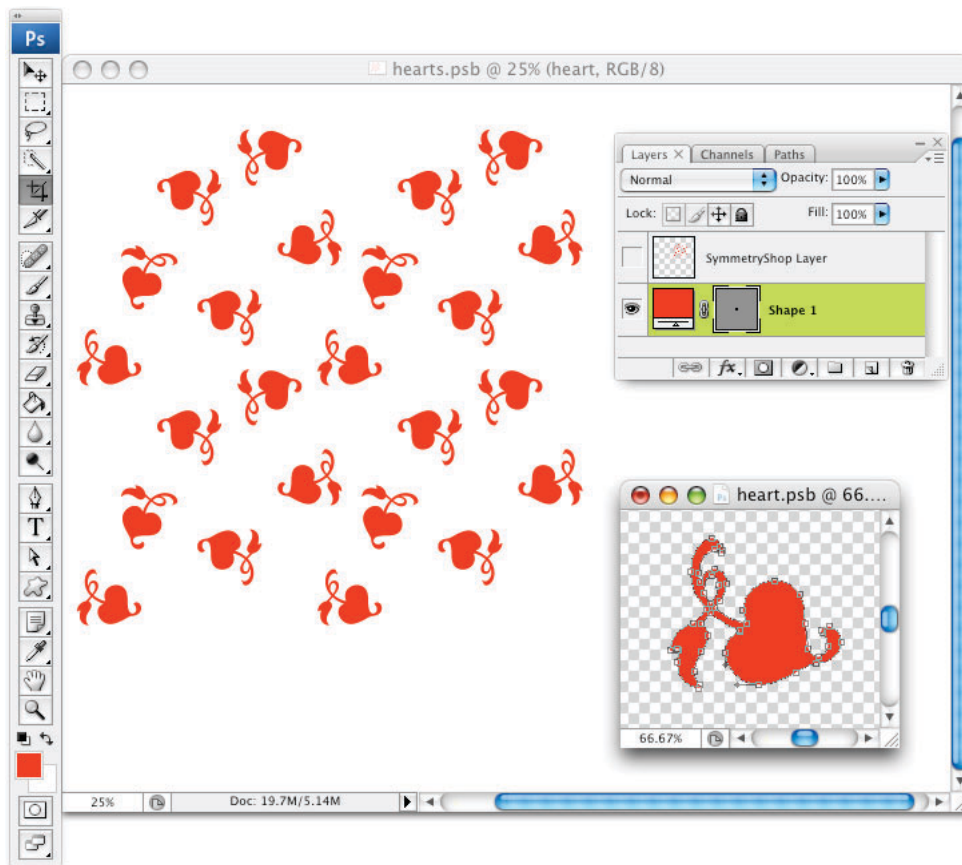 Ps
hearts.psb @ 25% (heart, RGB/8)
Layers × Channels Paths
Normal Opacity: 100%
Lock: Fill: 100%
SymmetryShop Layer
Shape 1
fx
T
heart.psb @ 66....
66.67%
25% Doc: 19.7M/5.14M